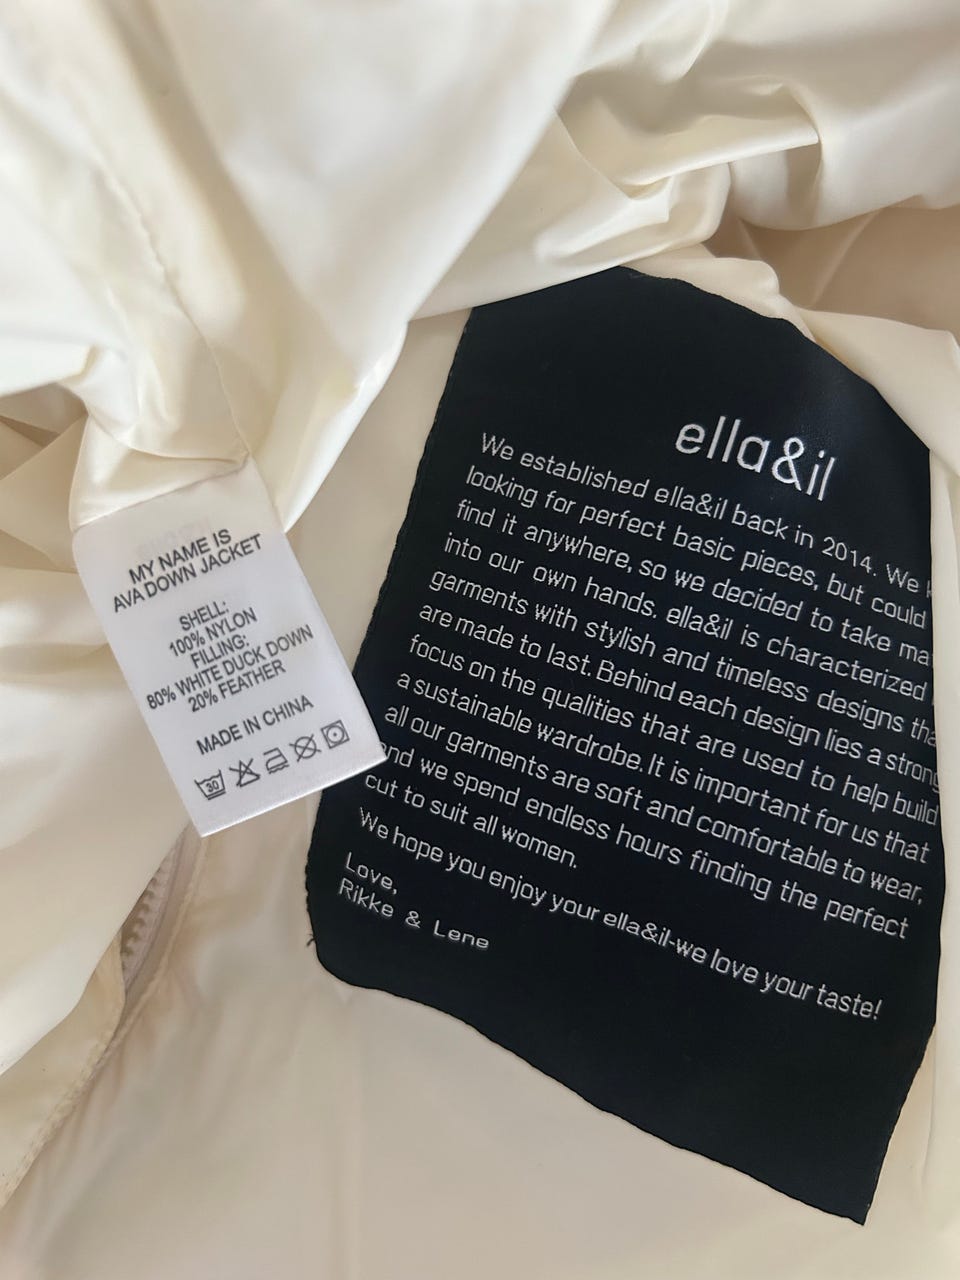 MY NAME IS
AVA DOWN JACKET
SHELL:
100% NYLON
FILLING:
80% WHITE DUCK DOWN
20% FEATHER
MADE IN CHINA
30
ella&il
We established ella&il back in 2014. We
looking for perfect basic pieces, but could
find it anywhere, so we decided to take
into our own hands. ella&il is characterized
garments with stylish and timeless designs
are made to last. Behind each design lies a strong
focus on the qualities that are used to help build
a sustainable wardrobe. It is important for us that
all our garments are soft and comfortable to wear,
and we spend endless hours finding the perfect
cut to suit all women.
We hope you enjoy your ella&il-we love your taste!
Love,
Rikke & Lene